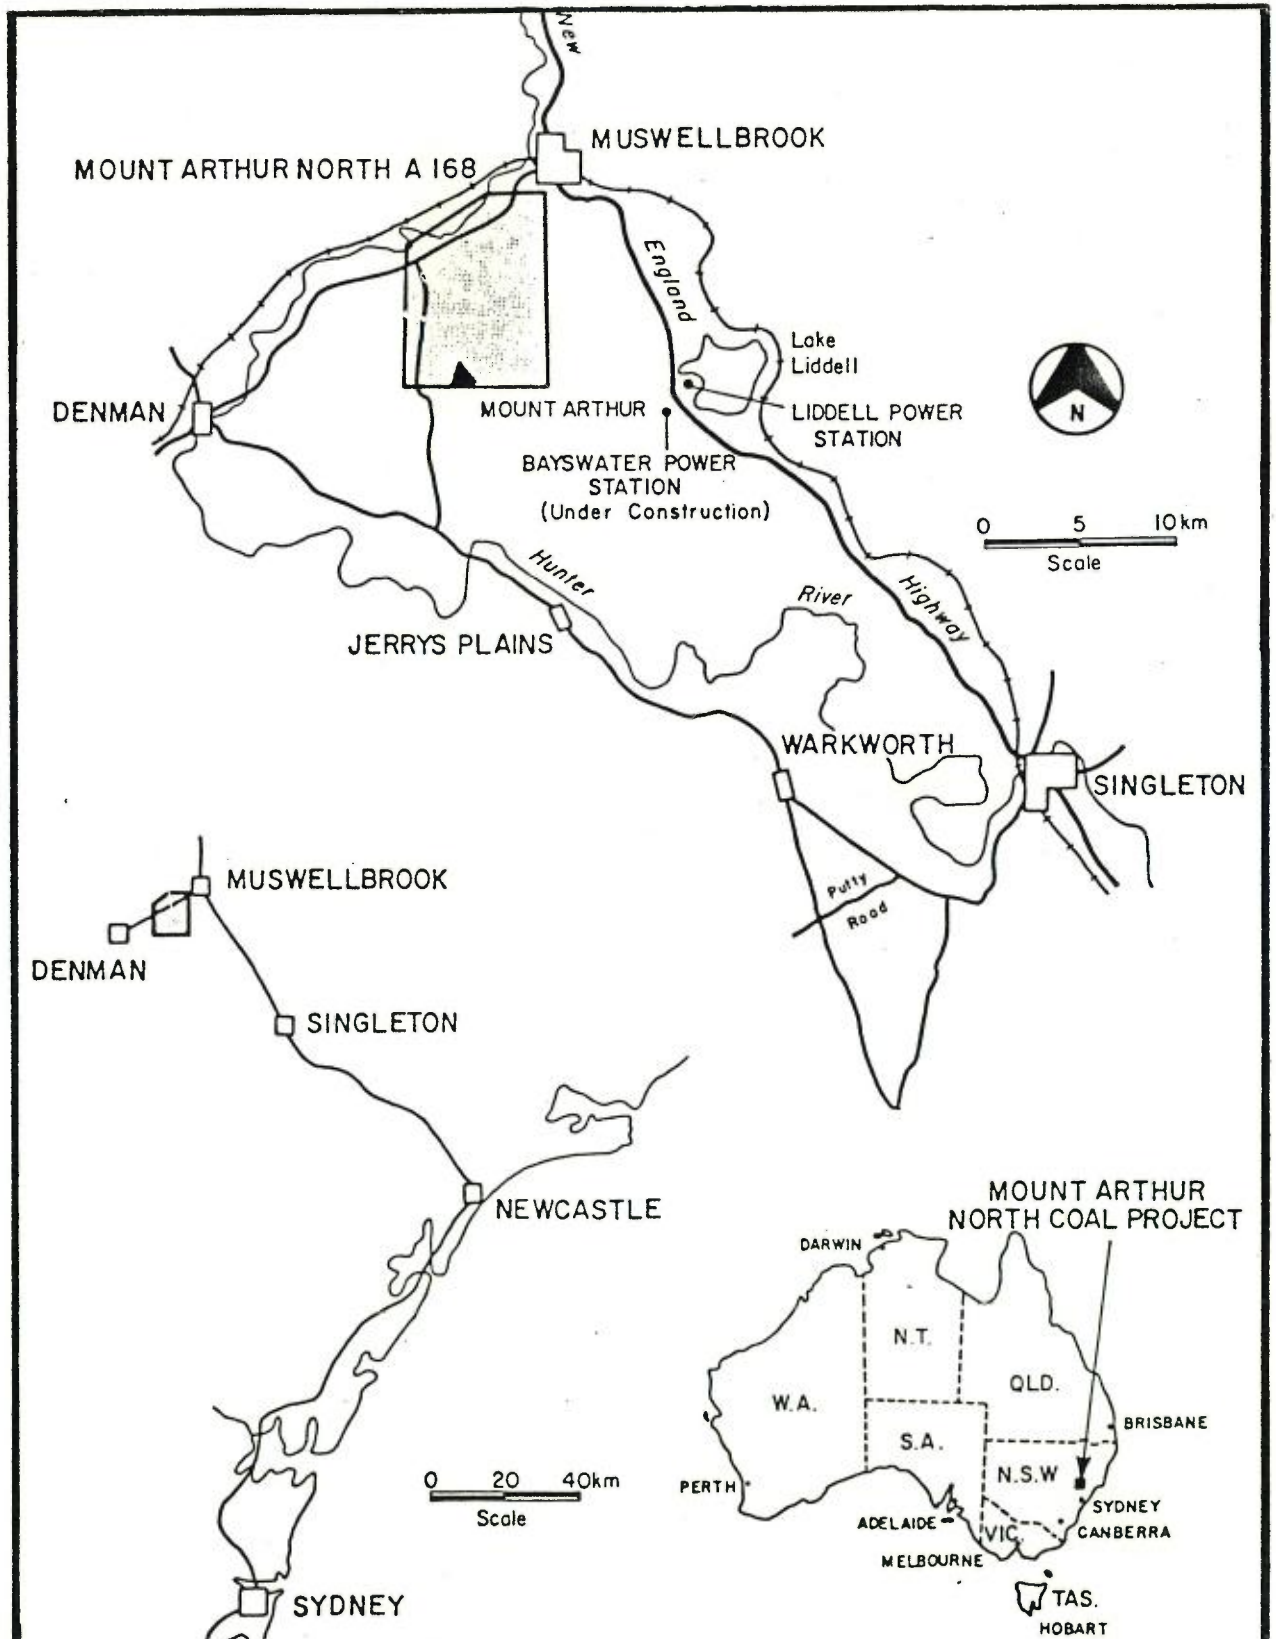 New
MUSWELLBROOK
MOUNT ARTHUR NORTH A 168
England
Lake
Liddell
DENMAN
MOUNT ARTHUR
LIDDELL POWER
STATION
N
BAYSWATER POWER
STATION
(Under Construction)
0 5 10 km
Scale
Hunter
River
Highway
JERRYS PLAINS
WARKWORTH
SINGLETON
Putty
Road
MUSWELLBROOK
DENMAN
SINGLETON
NEWCASTLE
MOUNT ARTHUR
NORTH COAL PROJECT
DARWIN
N.T.
QLD.
W.A.
BRISBANE
S.A.
N.S.W
PERTH
0 20 40km
Scale
SYDNEY
ADELAIDE
VIC.
CANBERRA
MELBOURNE
TAS.
HOBART
SYDNEY